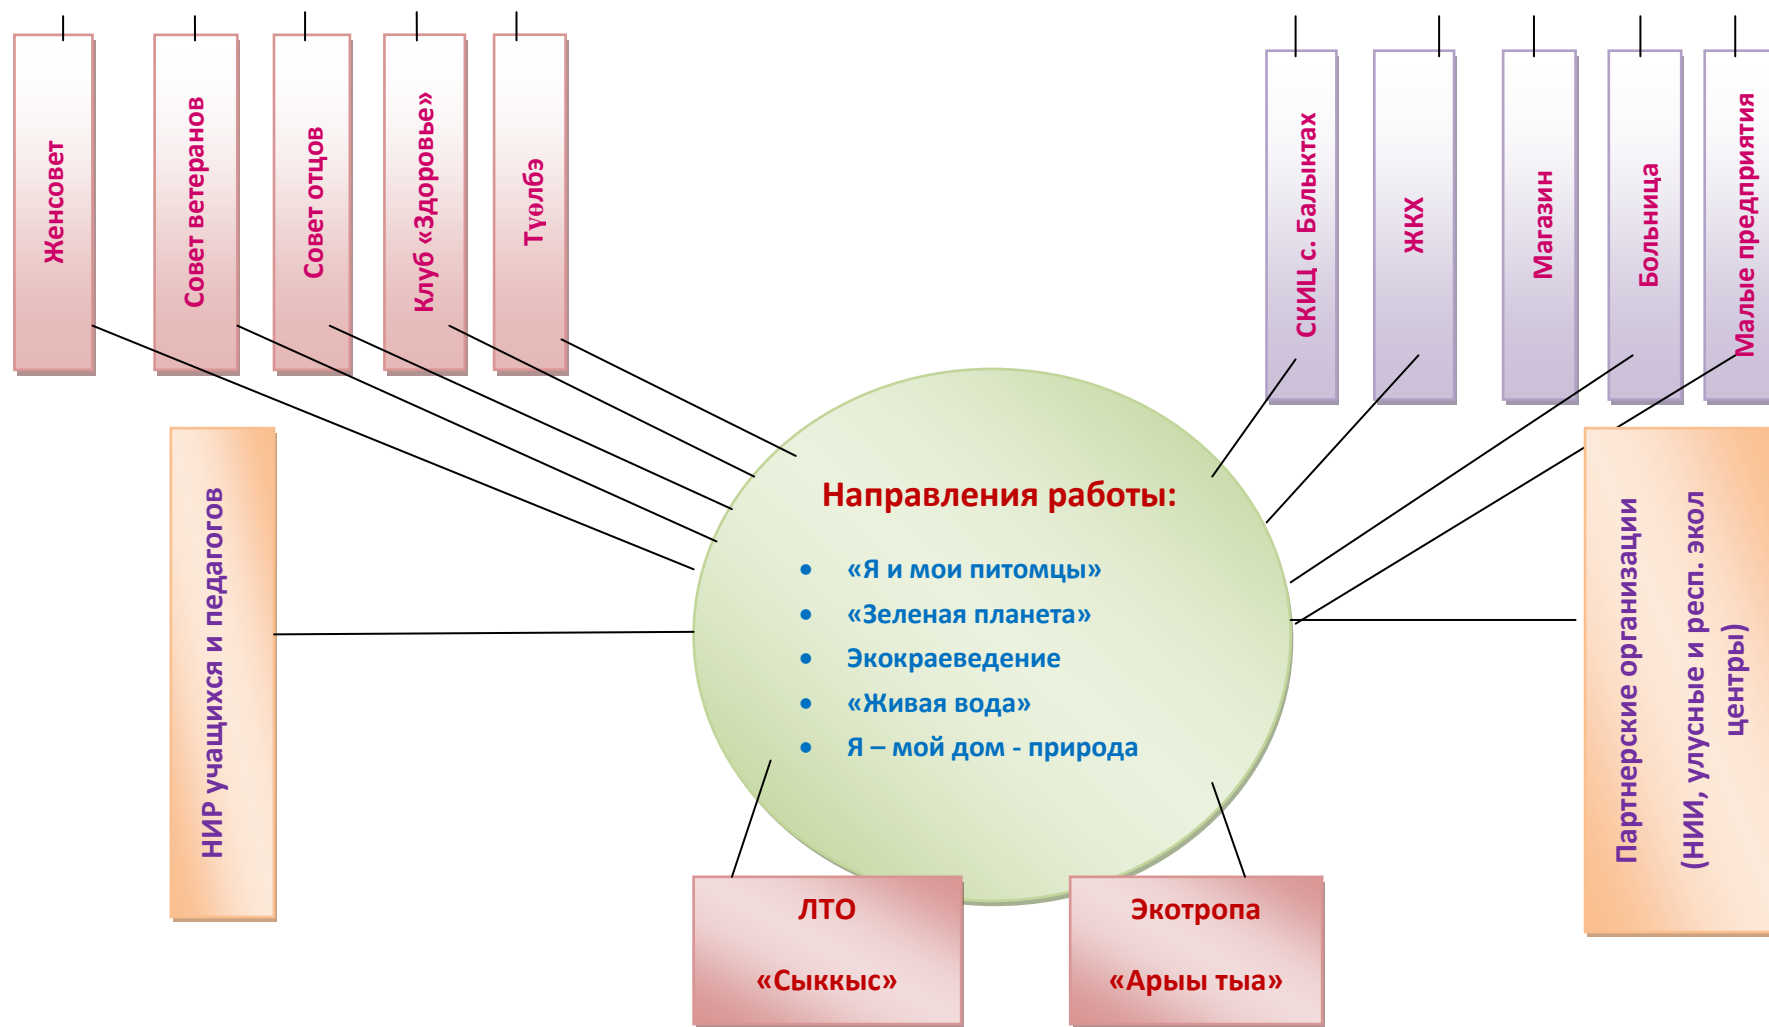 Женсовет
Совет ветеранов
Совет отцов
Клуб «Здоровье»
Түөлбэ
СКИЦ с. Балыктах
ЖКХ
Магазин
Больница
Малые предприятия
НИР учащихся и педагогов
Направления работы:
• «Я и мои питомцы»
• «Зеленая планета»
• Экокраеведение
• «Живая вода»
• Я – мой дом - природа
Партнерские организации
(НИИ, улусные и респ. экол
центры)
ЛТО
«Сыккыс»
Экотропа
«Арыы тыа»